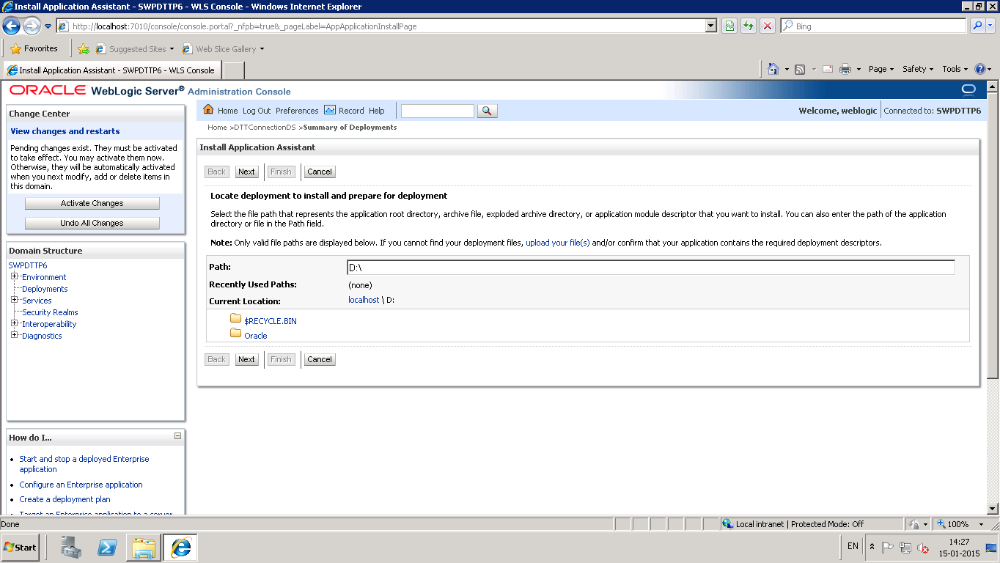 Install Application Assistant - SWPDTTP6 - WLS Console - Windows Internet Explorer
http://localhost:7010/console/console.portal?_nfpb=true&_pageLabel=AppApplicationInstallPage
Bing
Favorites
Suggested Sites
Web Slice Gallery
Install Application Assistant - SWPDTTP6 - WLS Console
Page
Safety
Tools
ORACLE WebLogic Server® Administration Console
Change Center
View changes and restarts
Pending changes exist. They must be activated
to take effect. You may activate them now.
Otherwise, they will be automatically activated
when you next modify, add or delete items in
this domain.
Activate Changes
Undo All Changes
Domain Structure
SWPDTTP6
Environment
Deployments
Services
Security Realms
Interoperability
Diagnostics
How do I...
Start and stop a deployed Enterprise
application
Configure an Enterprise application
Create a deployment plan
Target an Enterprise application to a server
Home Log Out Preferences Record Help
Welcome, weblogic
Connected to: SWPDTTP6
Home >DTTConnectionDS >Summary of Deployments
Install Application Assistant
Back Next Finish Cancel
Locate deployment to install and prepare for deployment
Select the file path that represents the application root directory, archive file, exploded archive directory, or application module descriptor that you want to install. You can also enter the path of the application
directory or file in the Path field.
Note: Only valid file paths are displayed below. If you cannot find your deployment files, upload your file(s) and/or confirm that your application contains the required deployment descriptors.
Path: D:\
Recently Used Paths: (none)
Current Location: localhost \ D:
$RECYCLE.BIN
Oracle
Back Next Finish Cancel
Done
Local intranet | Protected Mode: Off
100%
Start
EN
14:27
15-01-2015